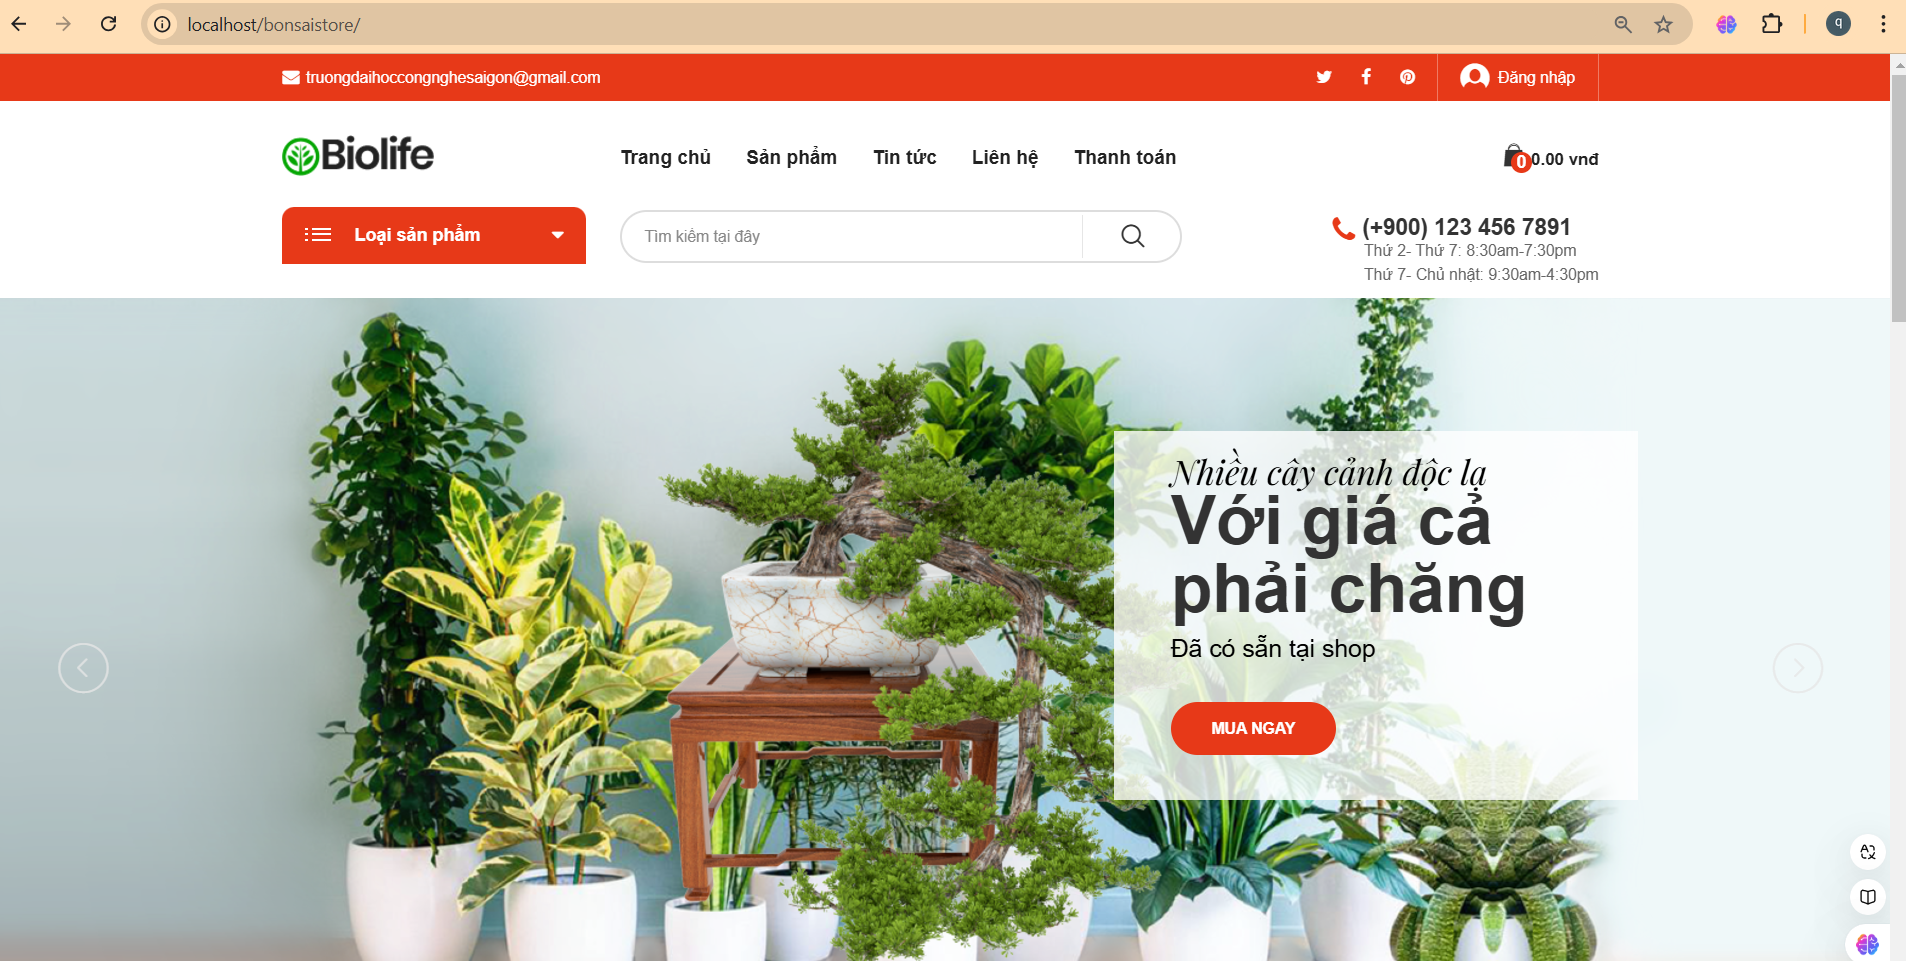 localhost/bonsaistore/
q
truongdaihoccongnghesaigon@gmail.com
Đăng nhập
Biolife
Trang chủ
Sản phẩm
Tin tức
Liên hệ
Thanh toán
0
0.00 vnđ
Loại sản phẩm
Tìm kiếm tại đây
(+900) 123 456 7891
Thứ 2- Thứ 7: 8:30am-7:30pm
Thứ 7- Chủ nhật: 9:30am-4:30pm
Nhiều cây cảnh độc lạ
Với giá cả
phải chăng
Đã có sẵn tại shop
MUA NGAY